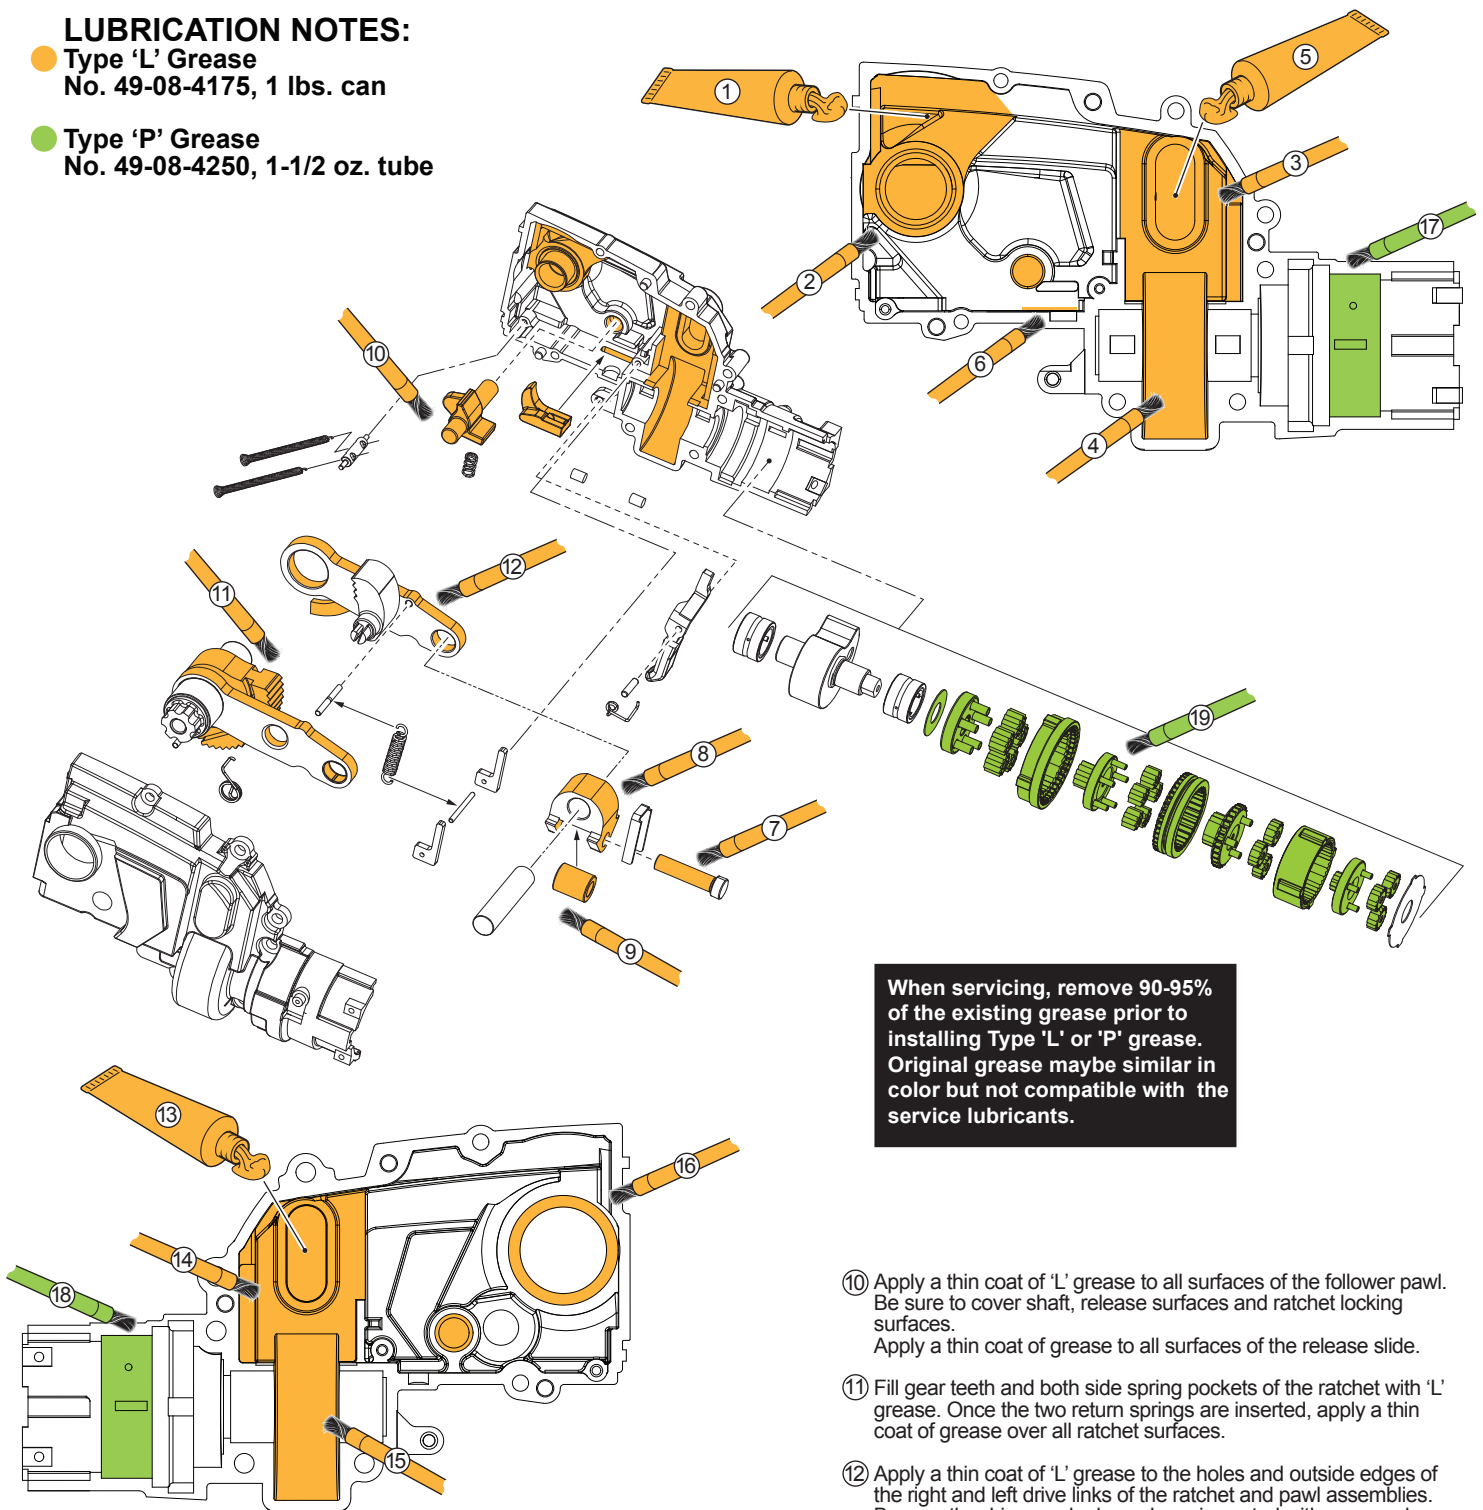 LUBRICATION NOTES:
Type ‘L’ Grease
No. 49-08-4175, 1 lbs. can
Type ‘P’ Grease
No. 49-08-4250, 1-1/2 oz. tube
1
5
3
17
2
6
4
10
12
11
19
8
7
9
When servicing, remove 90-95%
of the existing grease prior to
installing Type 'L' or 'P' grease.
Original grease maybe similar in
color but not compatible with the
service lubricants.
13
16
14
18
15
10 Apply a thin coat of ‘L’ grease to all surfaces of the follower pawl.
Be sure to cover shaft, release surfaces and ratchet locking
surfaces.
Apply a thin coat of grease to all surfaces of the release slide.
11 Fill gear teeth and both side spring pockets of the ratchet with ‘L’
grease. Once the two return springs are inserted, apply a thin
coat of grease over all ratchet surfaces.
12 Apply a thin coat of ‘L’ grease to the holes and outside edges of
the right and left drive links of the ratchet and pawl assemblies.